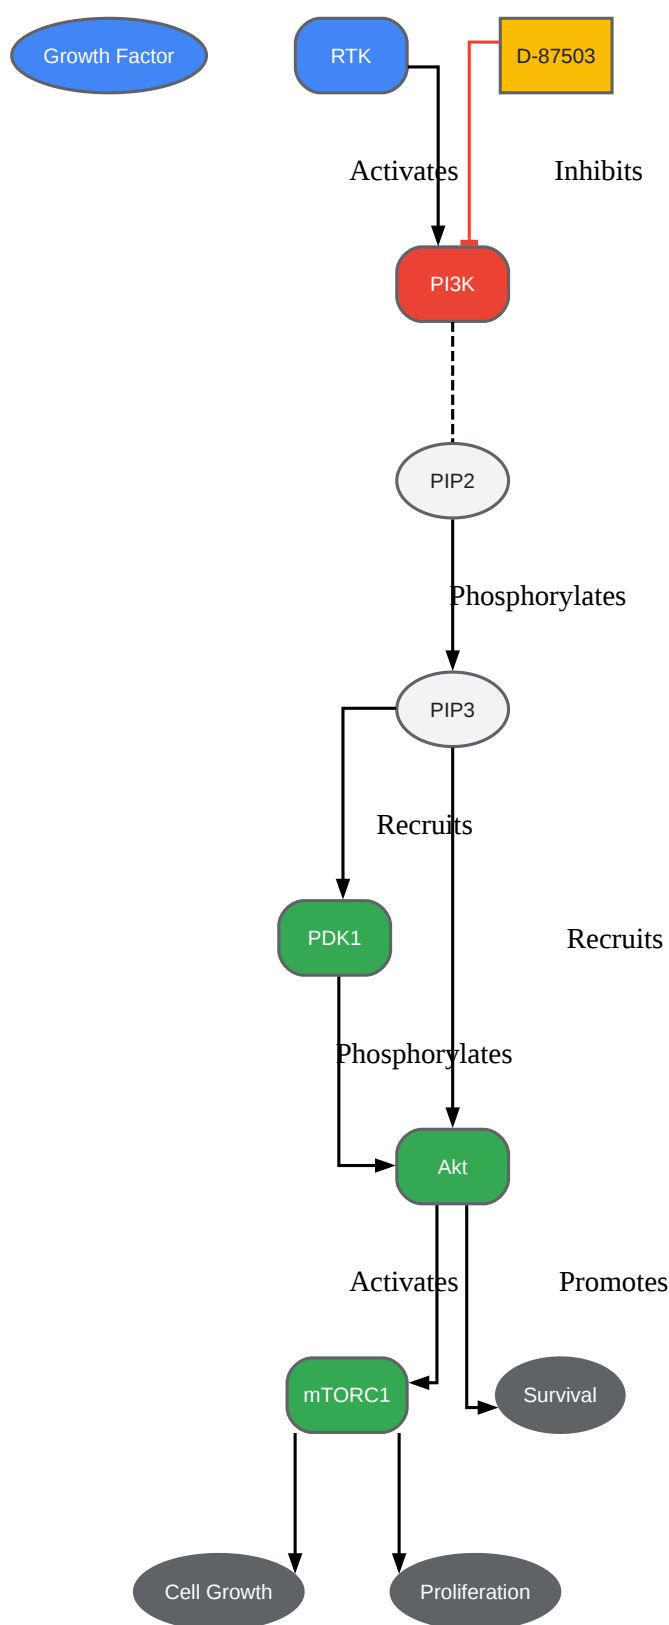 Growth Factor
RTK
D-87503
Activates
Inhibits
PI3K
PIP2
Phosphorylates
PIP3
Recruits
PDK1
Recruits
Phosphorylates
Akt
Activates
Promotes
mTORC1
Survival
Cell Growth
Proliferation